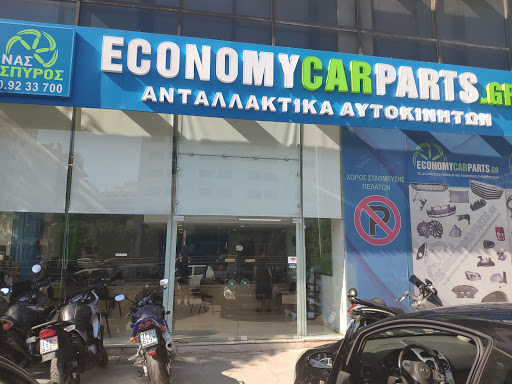 ΝΑΣ
ΣΠΥΡΟΣ
0.92 33 700
ECONOMYCARPARTS.GR
ΑΝΤΑΛΛΑΚΤΙΚΑ ΑΥΤΟΚΙΝΗΤΩΝ
ECONOMYCARPARTS.GR
ΧΩΡΟΣ ΣΤΑΘΜΕΥΣΗΣ
ΠΕΛΑΤΩΝ
P